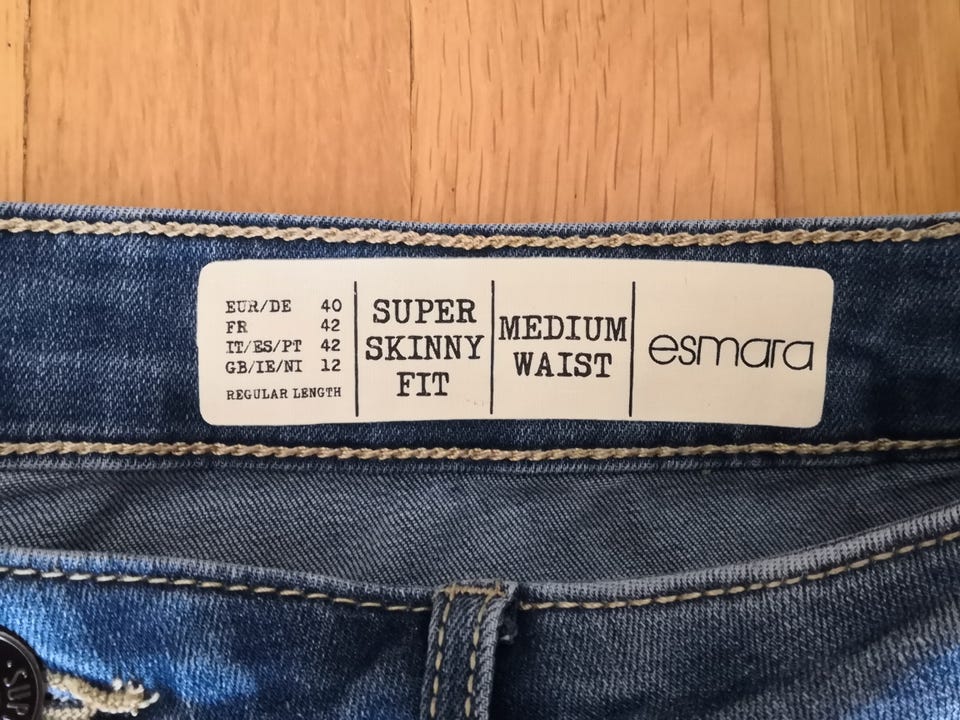 EUR/DE 40
FR 42
IT/ES/PT 42
GB/IE/NI 12
REGULAR LENGTH
SUPER
SKINNY
FIT
MEDIUM
WAIST
esmara